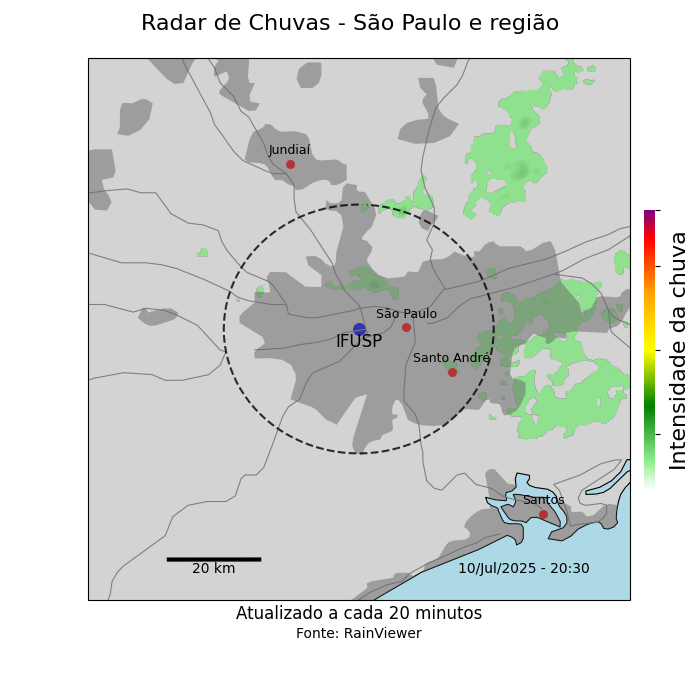 Radar de Chuvas - São Paulo e região
Jundiaí
São Paulo
IFUSP
Santo André
Santos
20 km
10/Jul/2025 - 20:30
Intensidade da chuva
Atualizado a cada 20 minutos
Fonte: RainViewer